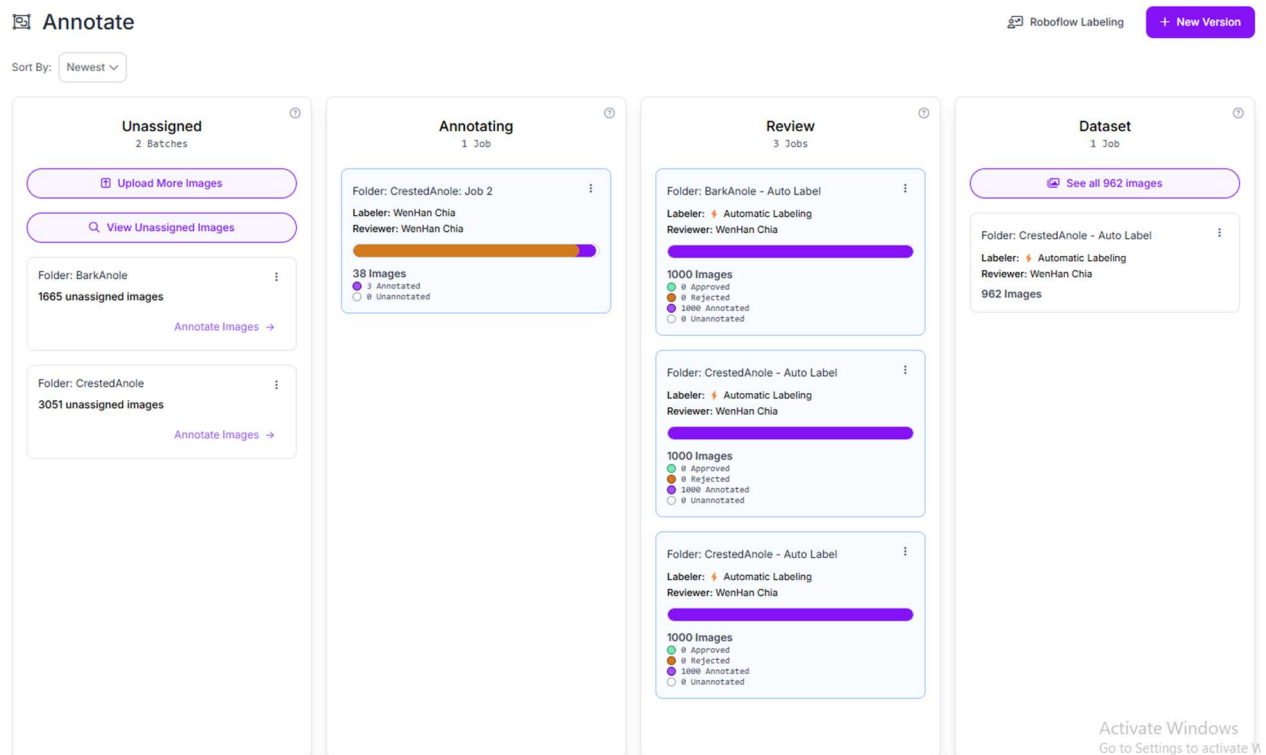 Annotate
Roboflow Labeling
+ New Version
Sort By: Newest
Unassigned
2 Batches
Upload More Images
View Unassigned Images
Folder: BarkAnole
1665 unassigned images
Annotate Images →
Folder: CrestedAnole
3051 unassigned images
Annotate Images →
Annotating
1 Job
Folder: CrestedAnole: Job 2
Labeler: WenHan Chia
Reviewer: WenHan Chia
38 Images
3 Annotated
0 Unannotated
Review
3 Jobs
Folder: BarkAnole - Auto Label
Labeler: Automatic Labeling
Reviewer: WenHan Chia
1000 Images
0 Approved
0 Rejected
1000 Annotated
0 Unannotated
Folder: CrestedAnole - Auto Label
Labeler: Automatic Labeling
Reviewer: WenHan Chia
1000 Images
0 Approved
0 Rejected
1000 Annotated
0 Unannotated
Folder: CrestedAnole - Auto Label
Labeler: Automatic Labeling
Reviewer: WenHan Chia
1000 Images
0 Approved
0 Rejected
1000 Annotated
0 Unannotated
Dataset
1 Job
See all 962 images
Folder: CrestedAnole - Auto Label
Labeler: Automatic Labeling
Reviewer: WenHan Chia
962 Images
Activate Windows
Go to Settings to activate W